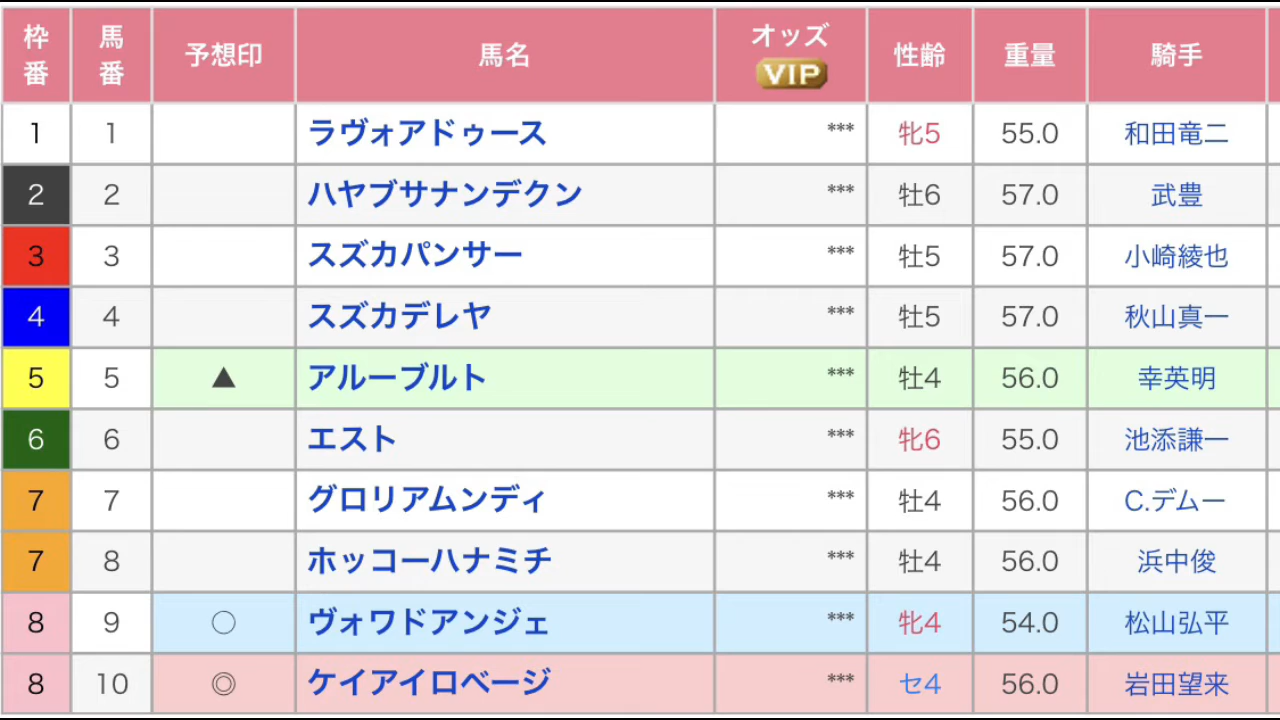 枠番 馬番 予想印 馬名 オッズ VIP 性齢 重量 騎手
1 1 ラヴォアドゥース *** 牝5 55.0 和田竜二
2 2 ハヤブサナンデクン *** 牡6 57.0 武豊
3 3 スズカパンサー *** 牡5 57.0 小崎綾也
4 4 スズカデレヤ *** 牡5 57.0 秋山真一
5 5 ▲ アルーブルト *** 牡4 56.0 幸英明
6 6 エスト *** 牝6 55.0 池添謙一
7 7 グロリアムンディ *** 牡4 56.0 C.デムー
7 8 ホッコーハナミチ *** 牡4 56.0 浜中俊
8 9 ○ ヴォワドアンジェ *** 牝4 54.0 松山弘平
8 10 ◎ ケイアイロベージ *** セ4 56.0 岩田望来